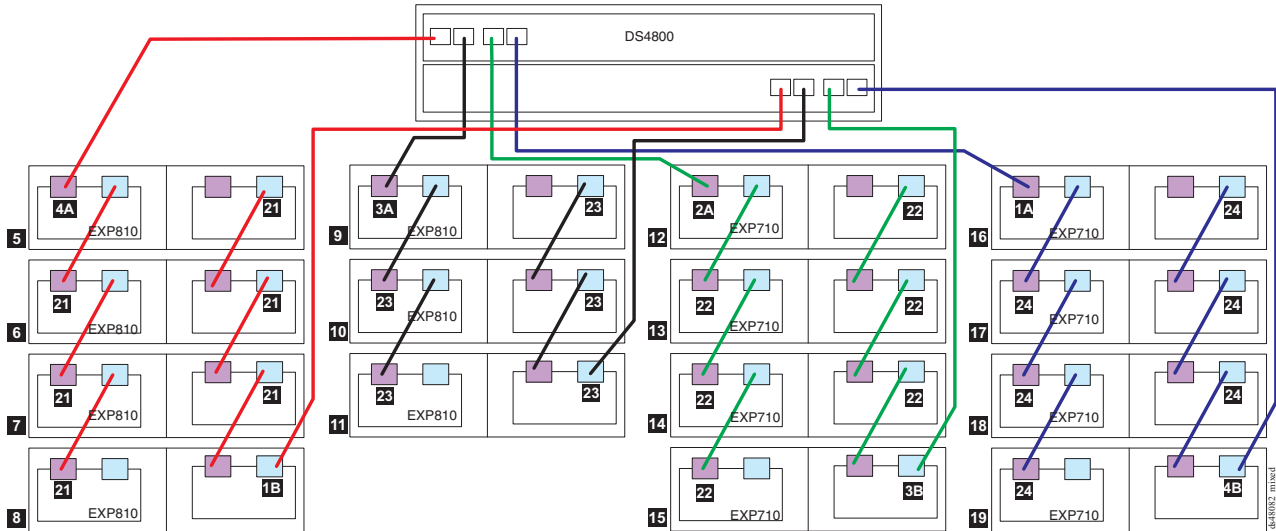 DS4800
4A 21 3A 23 2A 22 1A 24
5 EXP810 9 EXP810 12 EXP710 16 EXP710
21 21 23 23 22 22 24 24
6 EXP810 10 EXP810 13 EXP710 17 EXP710
21 21 23 23 22 22 24 24
7 EXP810 11 EXP810 14 EXP710 18 EXP710
21 1B 22 3B 24 4B
8 EXP810 15 EXP710 19 EXP710
ds48082_mixed